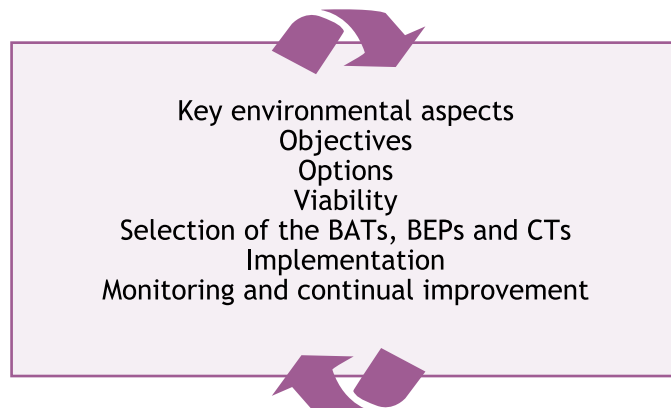 Key environmental aspects
Objectives
Options
Viability
Selection of the BATs, BEPs and CTs
Implementation
Monitoring and continual improvement